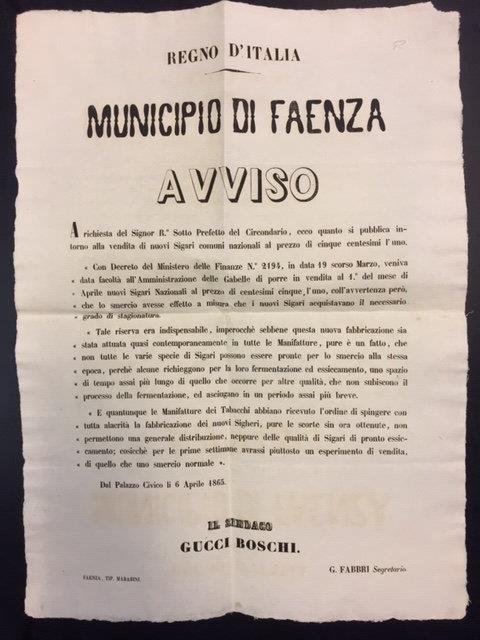 REGNO D'ITALIA
MUNICIPIO DI FAENZA
AVVISO
A richiesta del Signor R.° Sotto Prefetto del Circondario, ecco quanto si pubblica in-
torno alla vendita di nuovi Sigari comuni nazionali al prezzo di cinque centesimi l'uno.
« Con Decreto del Ministero delle Finanze N.° 2194, in data 19 scorso Marzo, veniva
« data facoltà all'Amministrazione delle Gabelle di porre in vendita al 1.° del mese di
« Aprile nuovi Sigari Nazionali al prezzo di centesimi cinque l'uno, coll'avvertenza però,
« che lo smercio avesse effetto a misura che i nuovi Sigari acquistavano il necessario
« grado di stagionatura.
« Tale riserva era indispensabile, imperocchè sebbene questa nuova fabbricazione sia
« stata attuata quasi contemporaneamente in tutte le Manifatture, pure è un fatto, che
« non tutte le varie specie di Sigari possono essere pronte per lo smercio alla stessa
« epoca, perchè alcune richieggono per la loro fermentazione ed essiccamento, uno spazio
« di tempo assai più lungo di quello che occorre per altre qualità, che non subiscono il
« processo della fermentazione, ed asciugano in un periodo assai più breve.
« E quantunque le Manifatture dei Tabacchi abbiano ricevuto l'ordine di spingere con
« tutta alacrità la fabbricazione dei nuovi Sigheri, pure le scorte sin ora ottenute, non
« permettono una generale distribuzione, neppure delle qualità di Sigari di pronto essic-
« camento; cosicchè per le prime settimane avrassi piuttosto un esperimento di vendita,
« di quello che uno smercio normale ».
Dal Palazzo Civico li 6 Aprile 1865.
IL SINDACO
GUCCI BOSCHI.
G. FABBRI Segretario.
FAENZA, TIP. MARABINI.